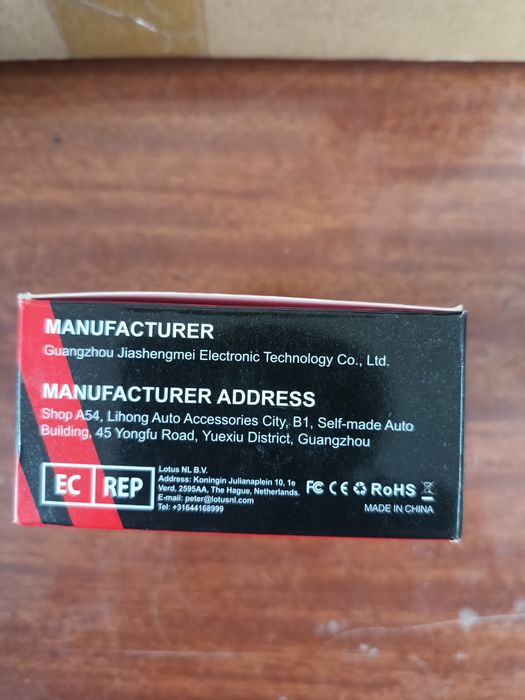 MANUFACTURER
Guangzhou Jiashengmei Electronic Technology Co., Ltd.
MANUFACTURER ADDRESS
Shop A54, Lihong Auto Accessories City, B1, Self-made Auto
Building, 45 Yongfu Road, Yuexiu District, Guangzhou
EC REP
Lotus NL B.V.
Address: Koningin Julianaplein 10, 1e
Verd, 2595AA, The Hague, Netherlands.
E-mail: peter@lotusnl.com
Tel: +31644168999
FC CE RoHS
MADE IN CHINA